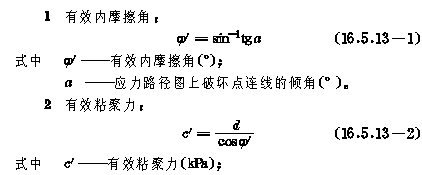 1 有效内摩擦角：
φ′＝sin⁻¹tgα (16.5.13－1)
式中 φ′——有效内摩擦角(°)；
α ——应力路径图上破坏点连线的倾角(°)。
2 有效粘聚力：
c′＝d/cosφ′ (16.5.13－2)
式中 c′——有效粘聚力(kPa)；